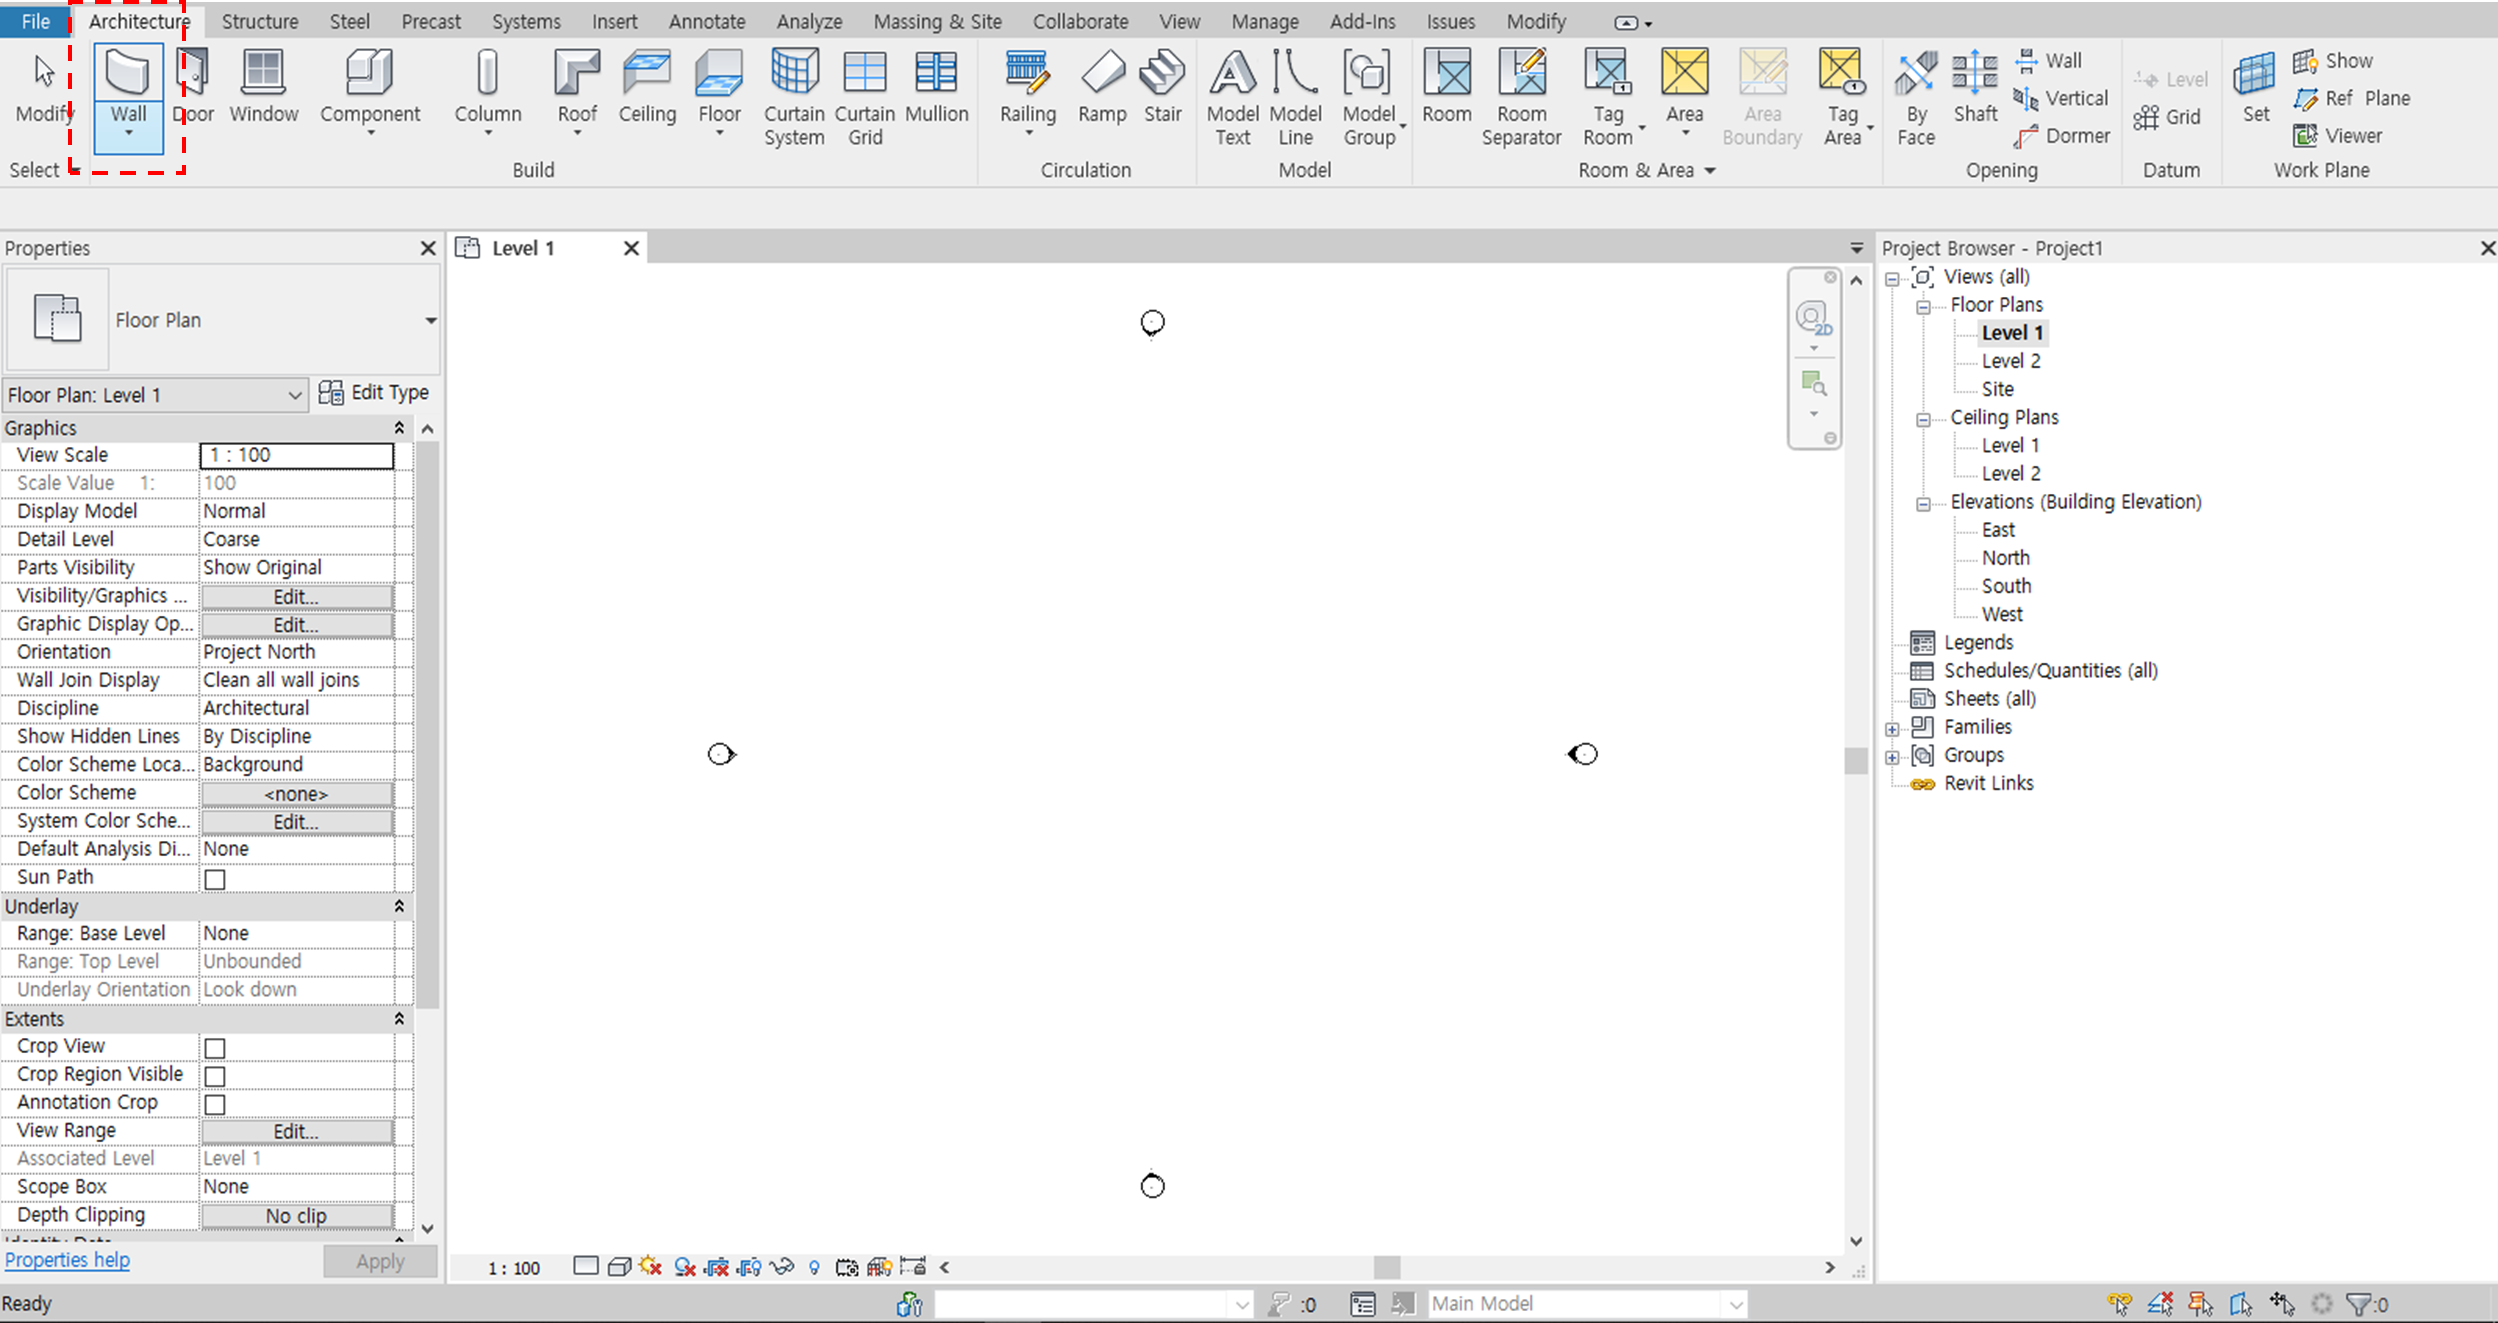 File Architecture Structure Steel Precast Systems Insert Annotate Analyze Massing & Site Collaborate View Manage Add-Ins Issues Modify
Modify Wall Door Window Component Column Roof Ceiling Floor Curtain System Curtain Grid Mullion Railing Ramp Stair Model Text Model Line Model Group Room Room Separator Tag Room Area Area Boundary Tag Area By Face Shaft Wall Vertical Dormer Level Grid Set Show Ref Plane Viewer
Select Build Circulation Model Room & Area Opening Datum Work Plane
Properties
Floor Plan
Floor Plan: Level 1 Edit Type
Graphics
View Scale 1 : 100
Scale Value 1: 100
Display Model Normal
Detail Level Coarse
Parts Visibility Show Original
Visibility/Graphics ... Edit...
Graphic Display Op... Edit...
Orientation Project North
Wall Join Display Clean all wall joins
Discipline Architectural
Show Hidden Lines By Discipline
Color Scheme Loca... Background
Color Scheme <none>
System Color Sche... Edit...
Default Analysis Di... None
Sun Path
Underlay
Range: Base Level None
Range: Top Level Unbounded
Underlay Orientation Look down
Extents
Crop View
Crop Region Visible
Annotation Crop
View Range Edit...
Associated Level Level 1
Scope Box None
Depth Clipping No clip
Identity Data
Properties help Apply
Level 1
2D
1 : 100
Project Browser - Project1
Views (all)
Floor Plans
Level 1
Level 2
Site
Ceiling Plans
Level 1
Level 2
Elevations (Building Elevation)
East
North
South
West
Legends
Schedules/Quantities (all)
Sheets (all)
Families
Groups
Revit Links
Ready :0 Main Model :0